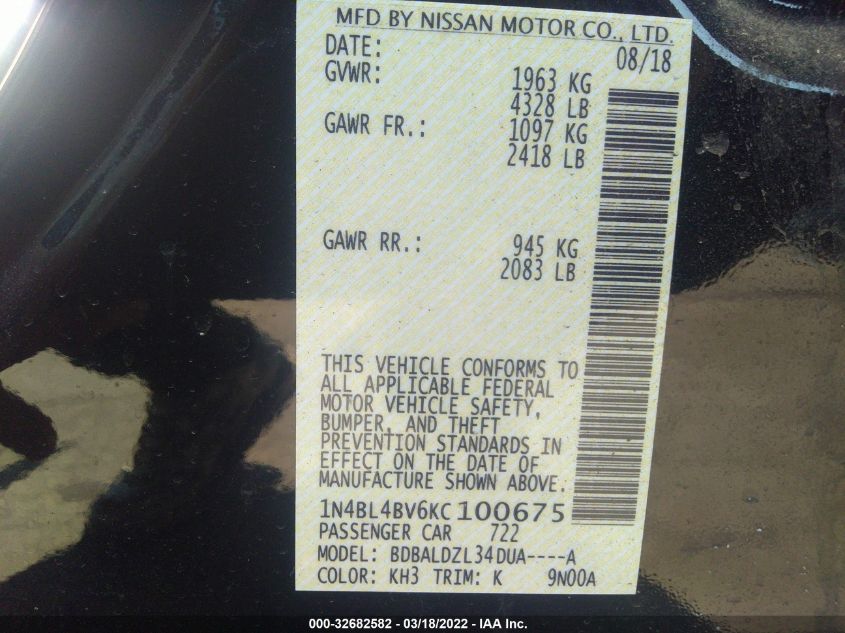 MFD BY NISSAN MOTOR CO., LTD.
DATE: 08/18
GVWR: 1963 KG
4328 LB
GAWR FR.: 1097 KG
2418 LB
GAWR RR.: 945 KG
2083 LB
THIS VEHICLE CONFORMS TO
ALL APPLICABLE FEDERAL
MOTOR VEHICLE SAFETY,
BUMPER, AND THEFT
PREVENTION STANDARDS IN
EFFECT ON THE DATE OF
MANUFACTURE SHOWN ABOVE.
1N4BL4BV6KC100675
PASSENGER CAR 722
MODEL: BDBALDZL34DUA----A
COLOR: KH3 TRIM: K 9N00A
000-32682582 - 03/18/2022 - IAA Inc.